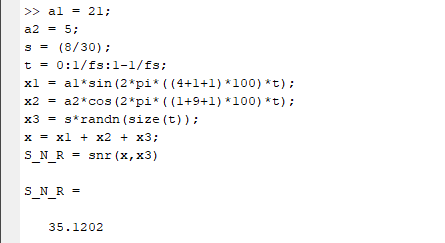 >> a1 = 21;
a2 = 5;
s = (8/30);
t = 0:1/fs:1-1/fs;
x1 = a1*sin(2*pi*((4+1+1)*100)*t);
x2 = a2*cos(2*pi*((1+9+1)*100)*t);
x3 = s*randn(size(t));
x = x1 + x2 + x3;
S_N_R = snr(x,x3)
S_N_R =
35.1202